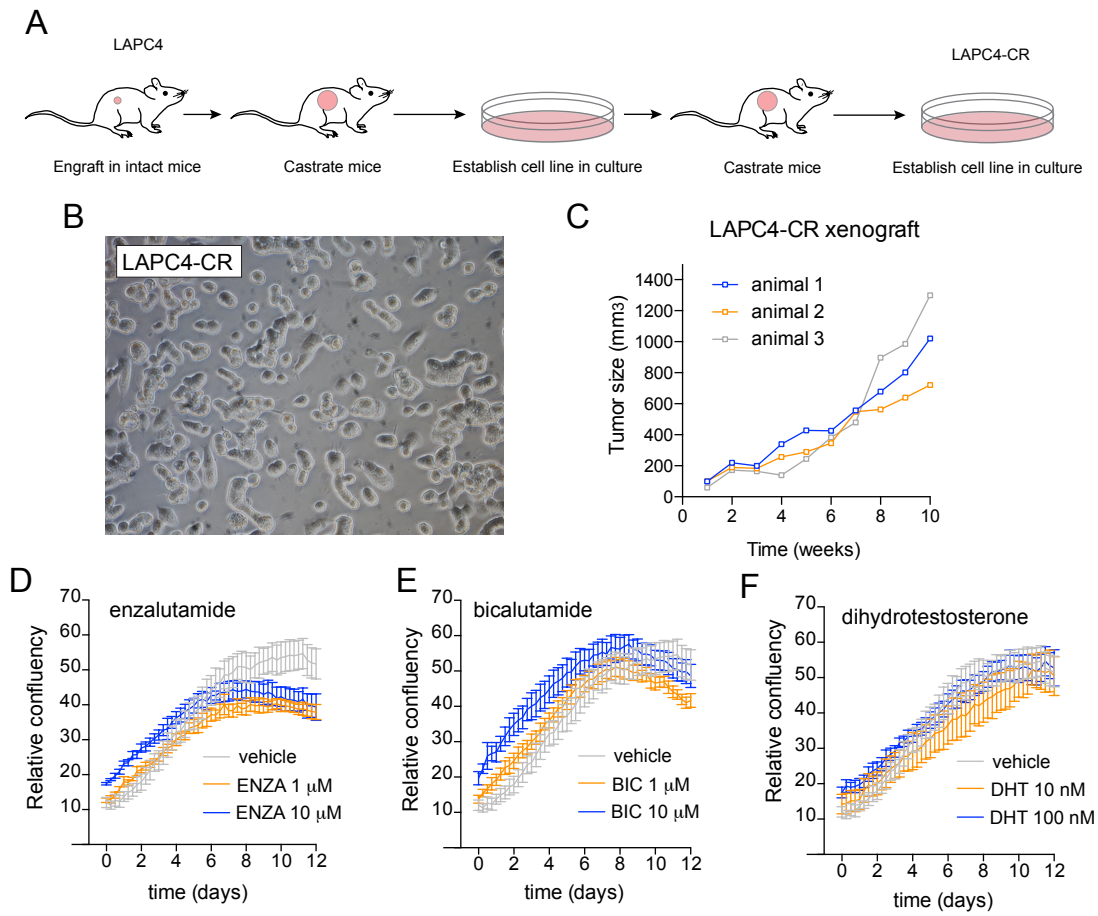 A
LAPC4
LAPC4-CR
Engraft in intact mice
Castrate mice
Establish cell line in culture
Castrate mice
Establish cell line in culture
B
LAPC4-CR
C
LAPC4-CR xenograft
1400
1200
1000
800
600
400
200
0
Tumor size (mm3)
animal 1
animal 2
animal 3
0 2 4 6 8 10
Time (weeks)
D
enzalutamide
70
60
50
40
30
20
10
Relative confluency
vehicle
ENZA 1 μM
ENZA 10 μM
0 2 4 6 8 10 12
time (days)
E
bicalutamide
70
60
50
40
30
20
10
Relative confluency
vehicle
BIC 1 μM
BIC 10 μM
0 2 4 6 8 10 12
time (days)
F
dihydrotestosterone
70
60
50
40
30
20
10
Relative confluency
vehicle
DHT 10 nM
DHT 100 nM
0 2 4 6 8 10 12
time (days)